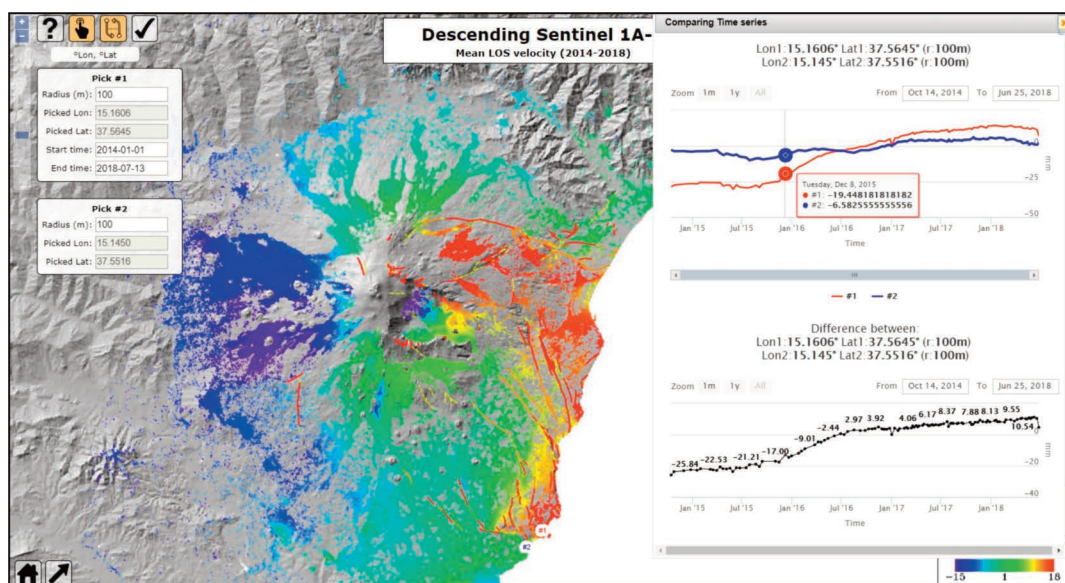 +
−
?
°Lon, °Lat
Descending Sentinel 1A-
Mean LOS velocity (2014-2018)
Pick #1
Radius (m): 100
Picked Lon: 15.1606
Picked Lat: 37.5645
Start time: 2014-01-01
End time: 2018-07-13
Pick #2
Radius (m): 100
Picked Lon: 15.1450
Picked Lat: 37.5516
#1
#2
Comparing Time series
Lon1:15.1606° Lat1:37.5645° (r:100m)
Lon2:15.145° Lat2:37.5516° (r:100m)
Zoom 1m 1y All From Oct 14, 2014 To Jun 25, 2018
0
mm
−25
−50
Tuesday, Dec 8, 2015
#1: −19.448181818182
#2: −6.5825555555556
Jan '15 Jul '15 Jan '16 Jul '16 Jan '17 Jul '17 Jan '18
Time
#1 #2
Difference between:
Lon1:15.1606° Lat1:37.5645° (r:100m)
Lon2:15.145° Lat2:37.5516° (r:100m)
Zoom 1m 1y All From Oct 14, 2014 To Jun 25, 2018
−25.84 −22.53 −21.21 −17.00 −9.01 −2.44 2.97 3.92 4.06 6.17 8.37 7.88 8.13 9.55 10.54
0
mm
−20
−40
Jan '15 Jul '15 Jan '16 Jul '16 Jan '17 Jul '17 Jan '18
Time
−15 1 18